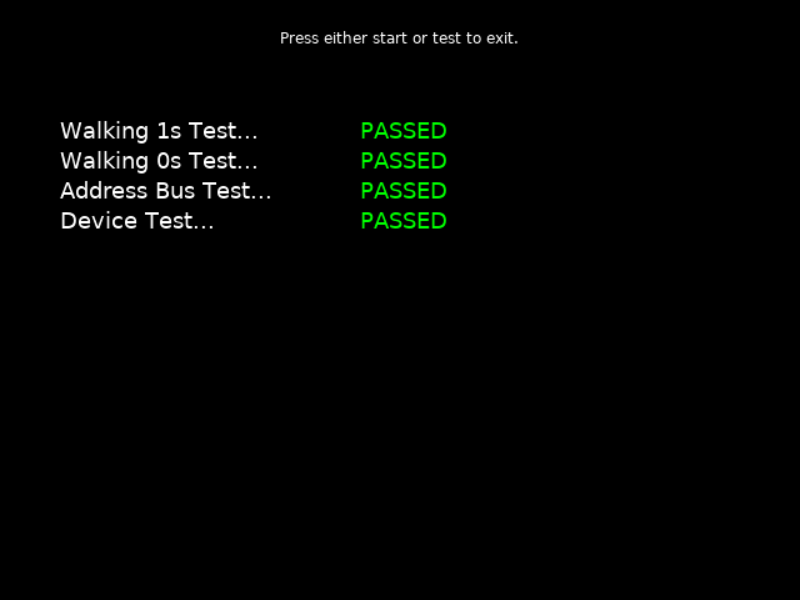 Press either start or test to exit.
Walking 1s Test... PASSED
Walking 0s Test... PASSED
Address Bus Test... PASSED
Device Test... PASSED